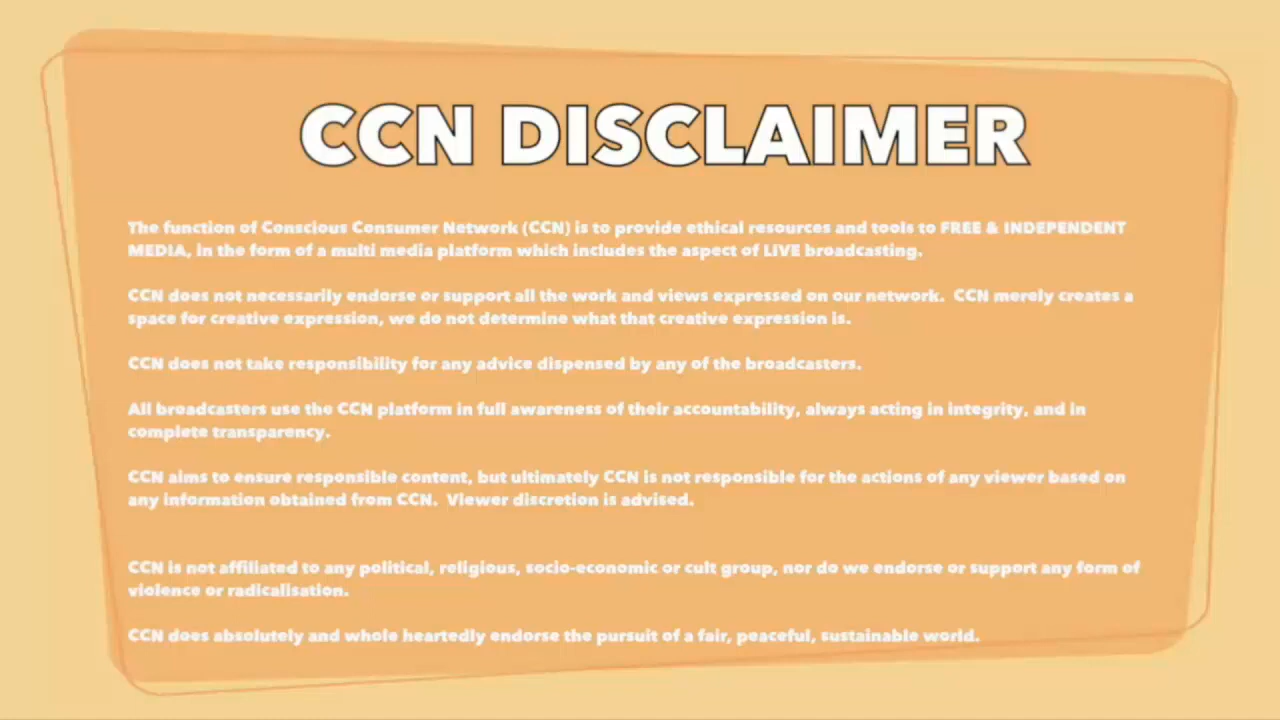 CCN DISCLAIMER
The function of Conscious Consumer Network (CCN) is to provide ethical resources and tools to FREE & INDEPENDENT
MEDIA, in the form of a multi media platform which includes the aspect of LIVE broadcasting.
CCN does not necessarily endorse or support all the work and views expressed on our network.  CCN merely creates a
space for creative expression, we do not determine what that creative expression is.
CCN does not take responsibility for any advice dispensed by any of the broadcasters.
All broadcasters use the CCN platform in full awareness of their accountability, always acting in integrity, and in
complete transparency.
CCN aims to ensure responsible content, but ultimately CCN is not responsible for the actions of any viewer based on
any information obtained from CCN.  Viewer discretion is advised.
CCN is not affiliated to any political, religious, socio-economic or cult group, nor do we endorse or support any form of
violence or radicalisation.
CCN does absolutely and whole heartedly endorse the pursuit of a fair, peaceful, sustainable world.